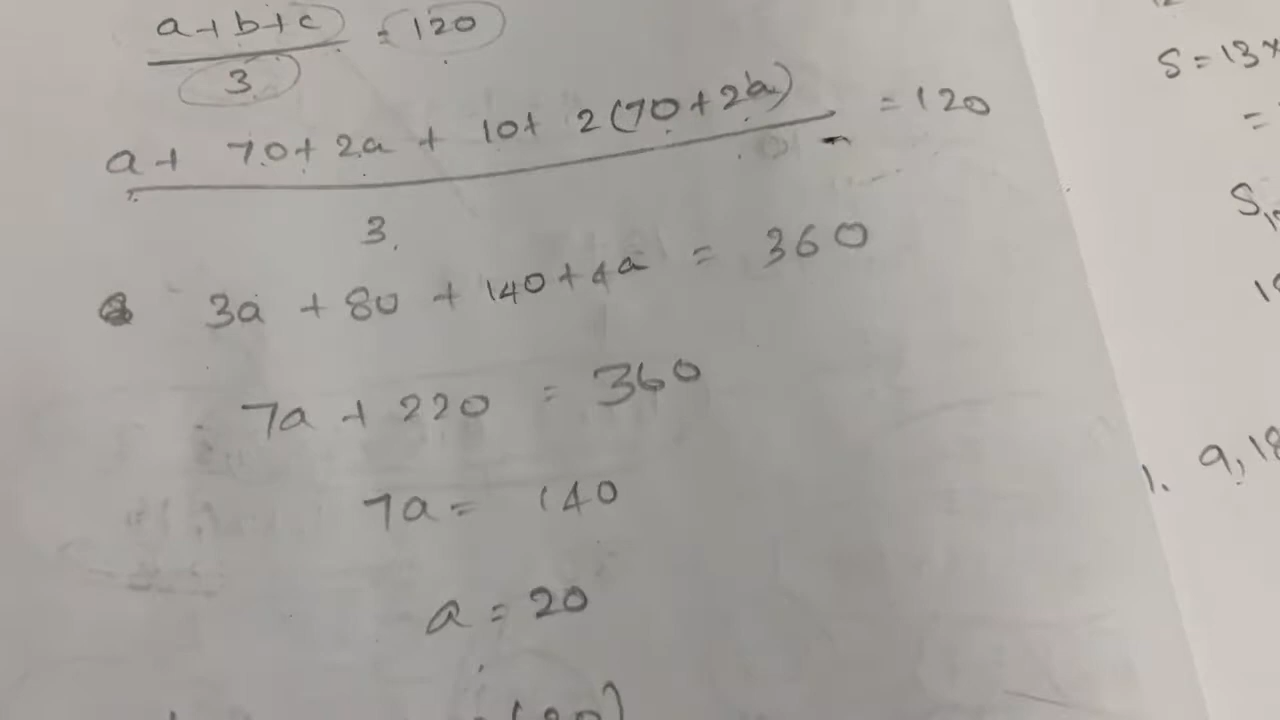 a+b+c = 120
3
a + 70+2a + 10+ 2(70+2a) = 120
3.
3a + 80 + 140+4a = 360
7a + 220 = 360
7a = 140
a = 20
(20)
S = 13×
=
1. 9, 18